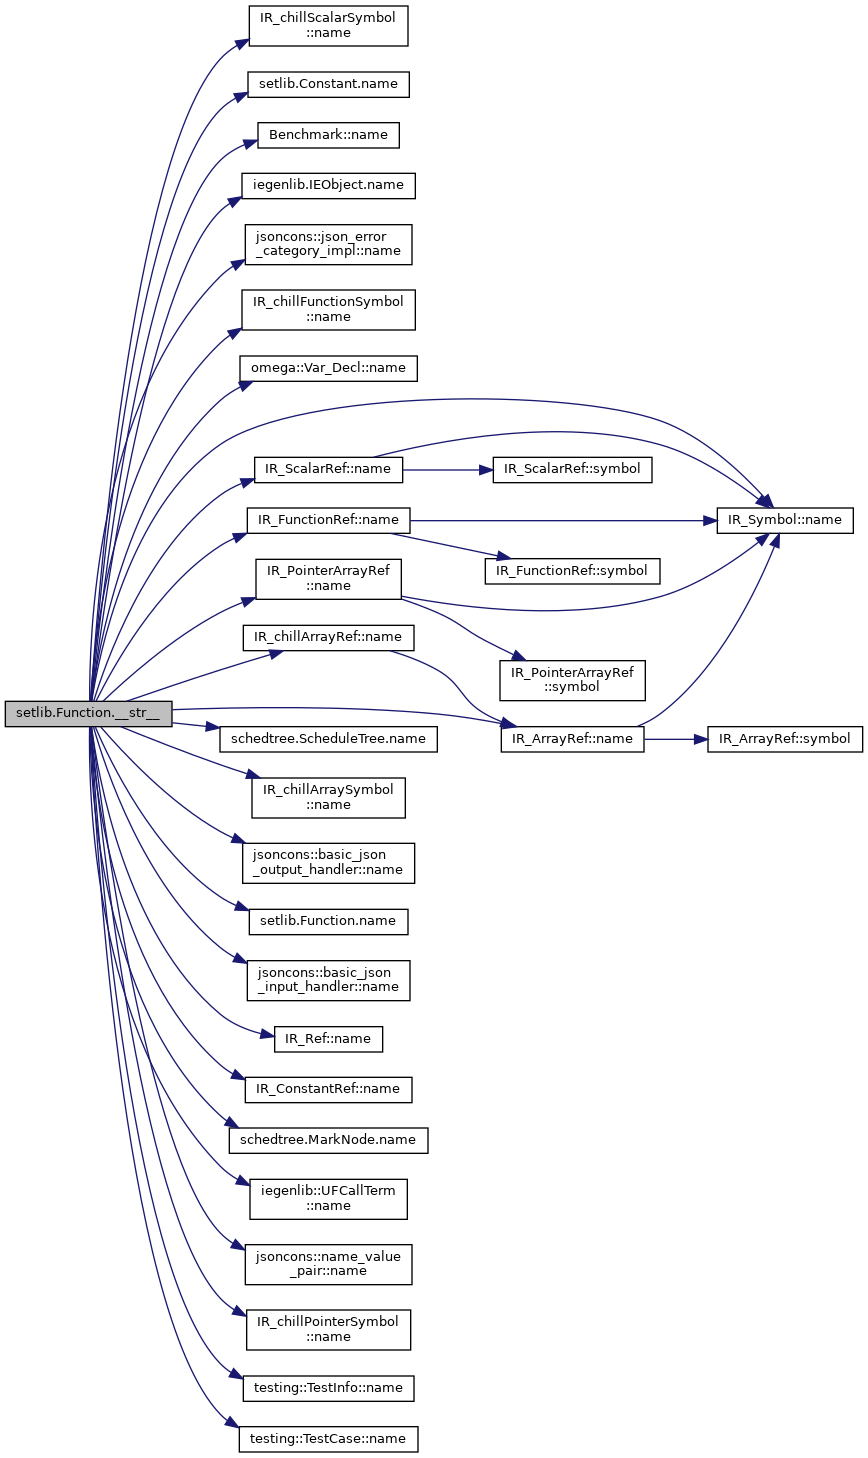 IR_chillScalarSymbol
::name
setlib.Constant.name
Benchmark::name
iegenlib.IEObject.name
jsoncons::json_error
_category_impl::name
IR_chillFunctionSymbol
::name
omega::Var_Decl::name
IR_ScalarRef::name
IR_ScalarRef::symbol
IR_FunctionRef::name
IR_Symbol::name
IR_FunctionRef::symbol
IR_PointerArrayRef
::name
IR_chillArrayRef::name
IR_PointerArrayRef
::symbol
setlib.Function.__str__
schedtree.ScheduleTree.name
IR_ArrayRef::name
IR_ArrayRef::symbol
IR_chillArraySymbol
::name
jsoncons::basic_json
_output_handler::name
setlib.Function.name
jsoncons::basic_json
_input_handler::name
IR_Ref::name
IR_ConstantRef::name
schedtree.MarkNode.name
iegenlib::UFCallTerm
::name
jsoncons::name_value
_pair::name
IR_chillPointerSymbol
::name
testing::TestInfo::name
testing::TestCase::name